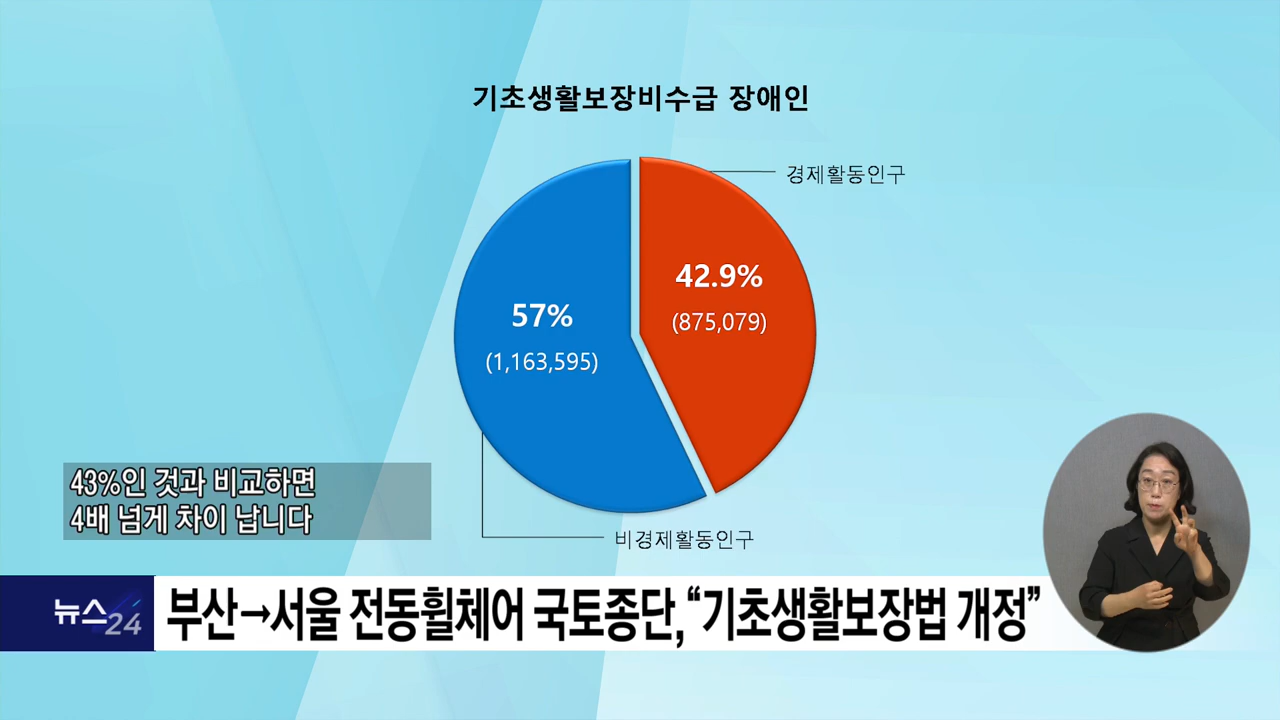 기초생활보장비수급 장애인
경제활동인구
42.9%
(875,079)
57%
(1,163,595)
43%인 것과 비교하면
4배 넘게 차이 납니다
비경제활동인구
뉴스24
부산→서울 전동휠체어 국토종단, “기초생활보장법 개정”